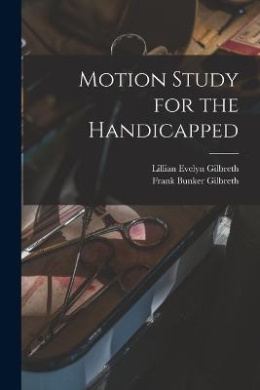 Motion Study
for the
Handicapped
Lillian Evelyn Gilbreth
Frank Bunker Gilbreth